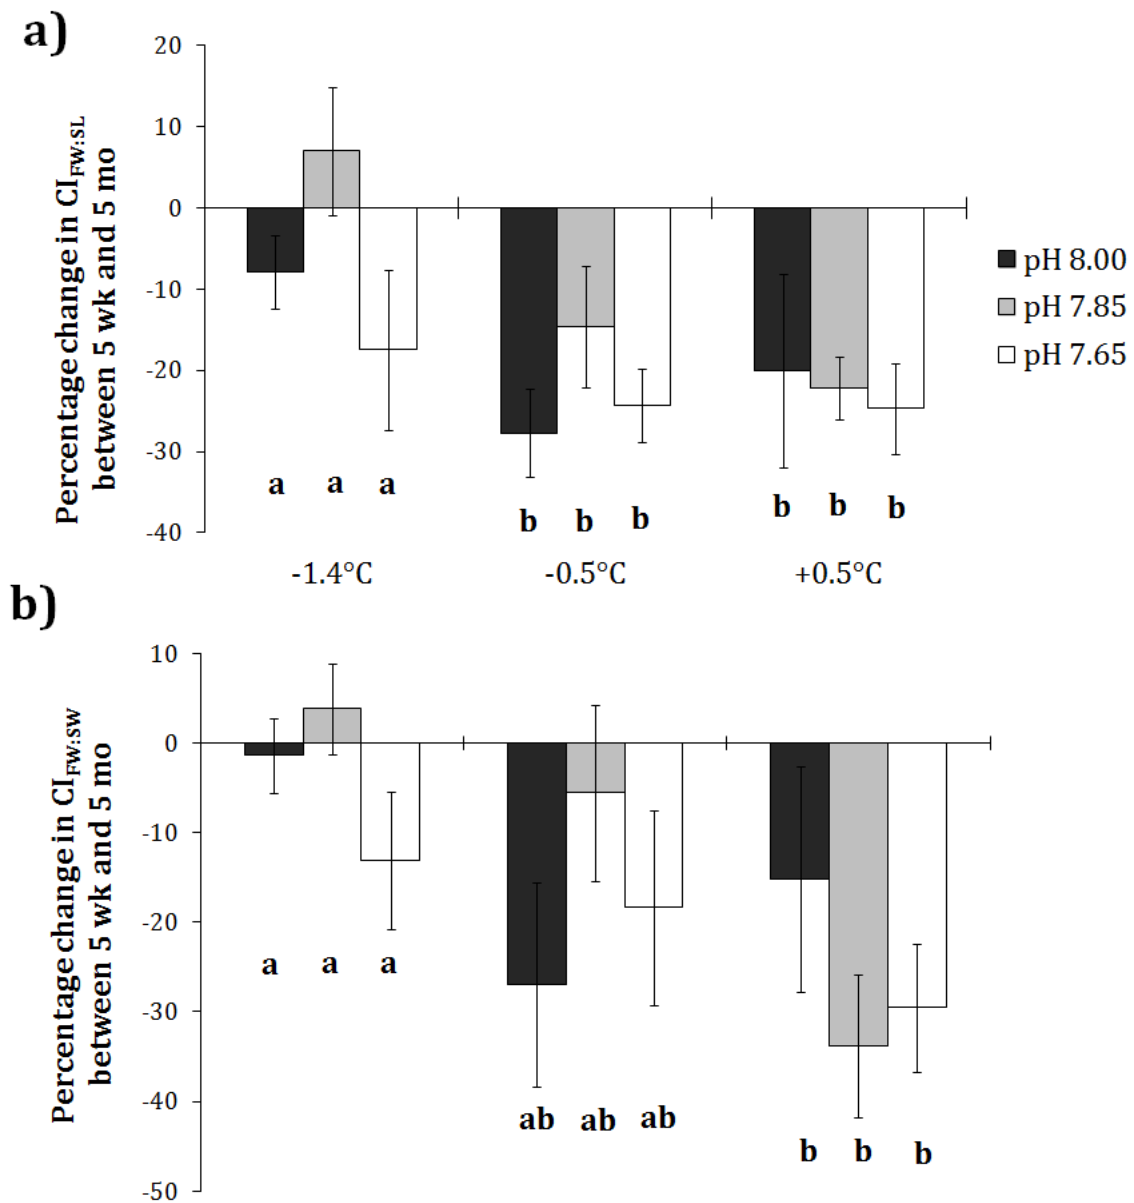 a)
Percentage change in CIFW:SL
between 5 wk and 5 mo
20
10
0
-10
-20
-30
-40
a a a
b b b
b b b
-1.4°C -0.5°C +0.5°C
pH 8.00
pH 7.85
pH 7.65
b)
Percentage change in CIFW:SW
between 5 wk and 5 mo
10
0
-10
-20
-30
-40
-50
a a a
ab ab ab
b b b